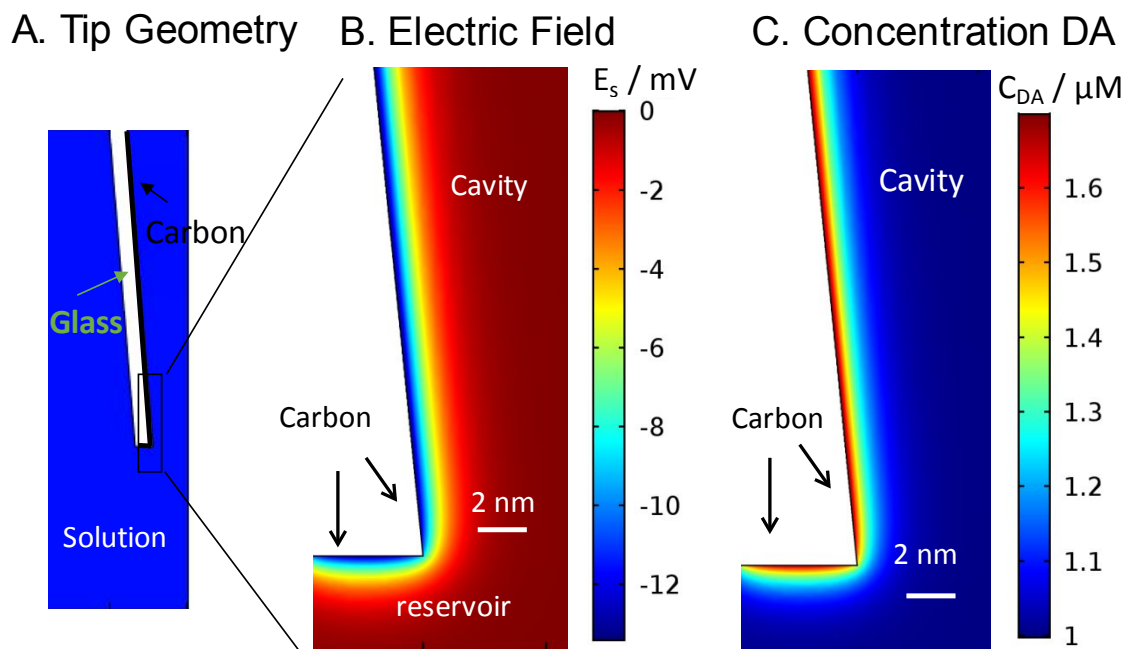 A. Tip Geometry
B. Electric Field
C. Concentration DA
Carbon
Glass
Solution
Eₛ / mV
0
-2
-4
-6
-8
-10
-12
Cavity
Carbon
2 nm
reservoir
C_DA / µM
1.6
1.5
1.4
1.3
1.2
1.1
1
Cavity
Carbon
2 nm